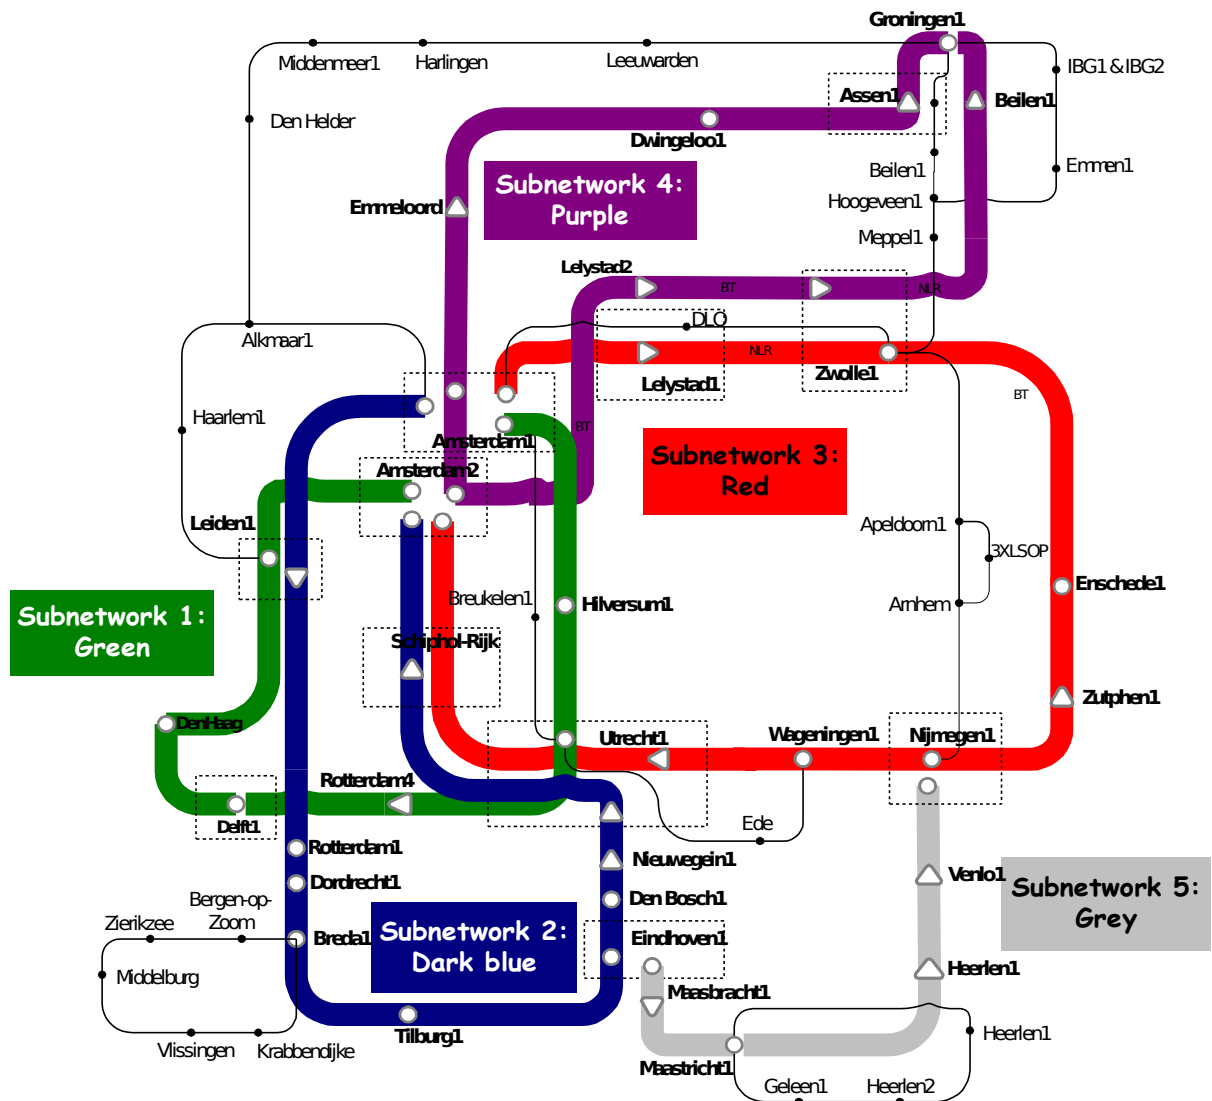 Groningen1
Middenmeer1
Harlingen
Leeuwarden
IBG1 & IBG2
Assen1
Beilen1
Den Helder
Dwingeloo1
Beilen1
Emmen1
Subnetwork 4:
Purple
Emmeloord
Hoogeveen1
Meppel1
Lelystad2
BT
NLR
DLO
Alkmaar1
NLR
Zwolle1
Lelystad1
BT
Haarlem1
Amsterdam1
BT
Subnetwork 3:
Red
Amsterdam2
Leiden1
Apeldoorn1
3XLSOP
Enschede1
Breukelen1
Hilversum1
Arnhem
Subnetwork 1:
Green
Schiphol-Rijk
Zutphen1
DenHaag
Utrecht1
Wageningen1
Nijmegen1
Rotterdam4
Delft1
Ede
Rotterdam1
Nieuwegein1
Venlo1
Dordrecht1
Den Bosch1
Subnetwork 5:
Grey
Bergen-op-
Zoom
Zierikzee
Breda1
Subnetwork 2:
Dark blue
Eindhoven1
Middelburg
Maasbracht1
Heerlen1
Tilburg1
Vlissingen
Krabbendijke
Heerlen1
Maastricht1
Geleen1
Heerlen2